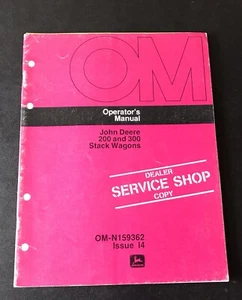 OM
Operator's
Manual
John Deere
200 and 300
Stack Wagons
DEALER
SERVICE SHOP
COPY
OM-N159362
Issue I4